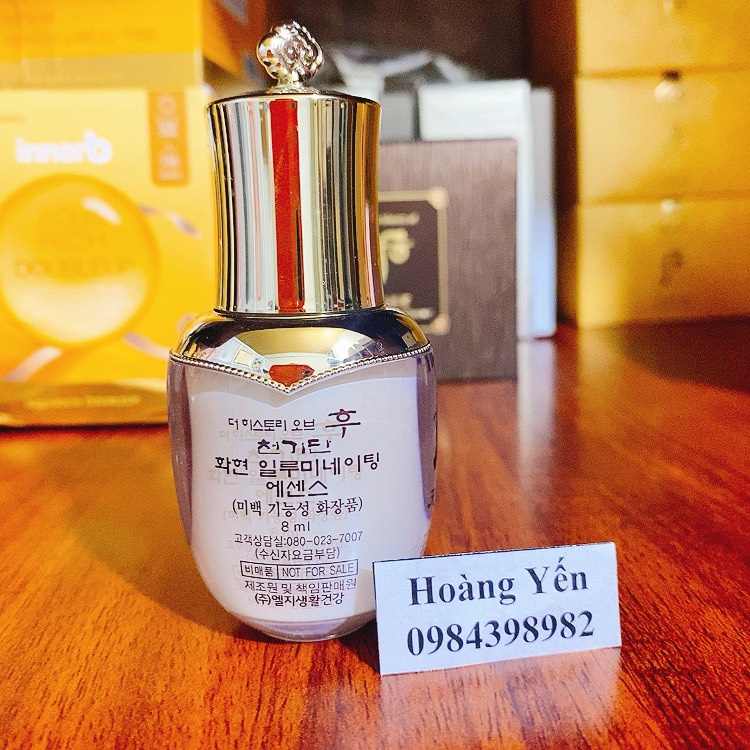 innerb
RICH
DOUBLE UP
더 히스토리 오브 후
천기단
화현 일루미네이팅
에센스
(미백 기능성 화장품)
8 ml
고객상담실:080-023-7007
(수신자요금부담)
비매품 NOT FOR SALE
제조원 및 책임판매원
(주)엘지생활건강
Hoàng Yến
0984398982